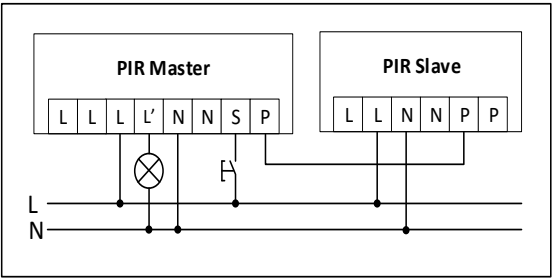 PIR Master
L L L L’ N N S P
PIR Slave
L L N N P P
L
N